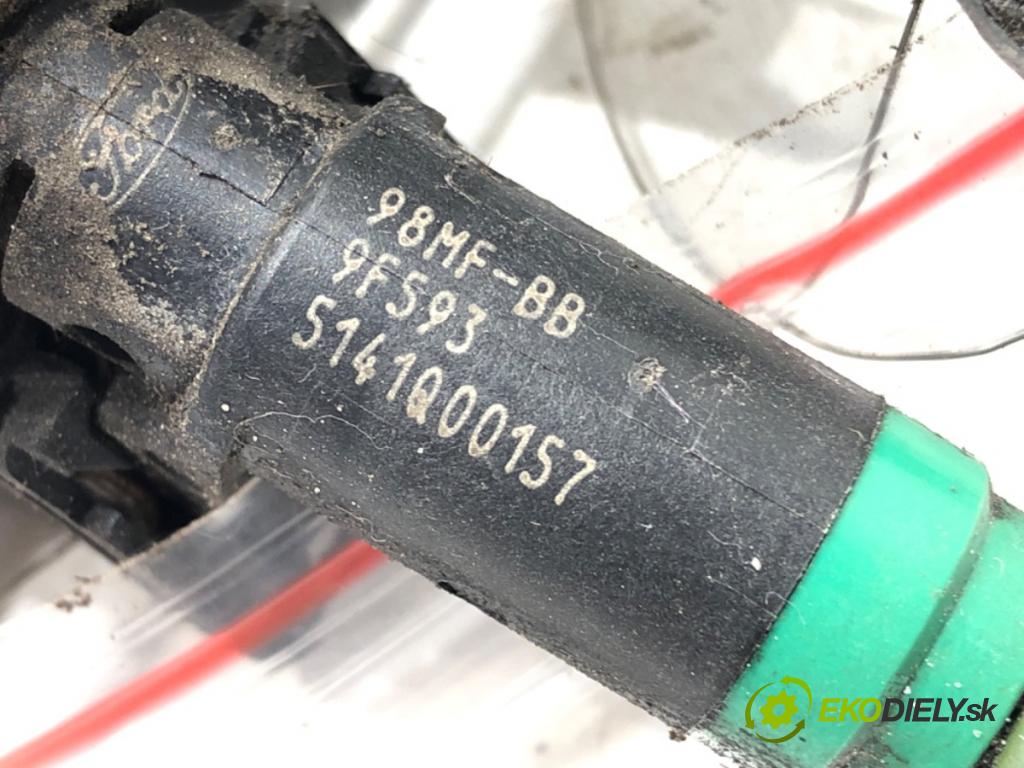 Ford
98MF-BB
9F593
5141Q00157
EKODIELY.sk